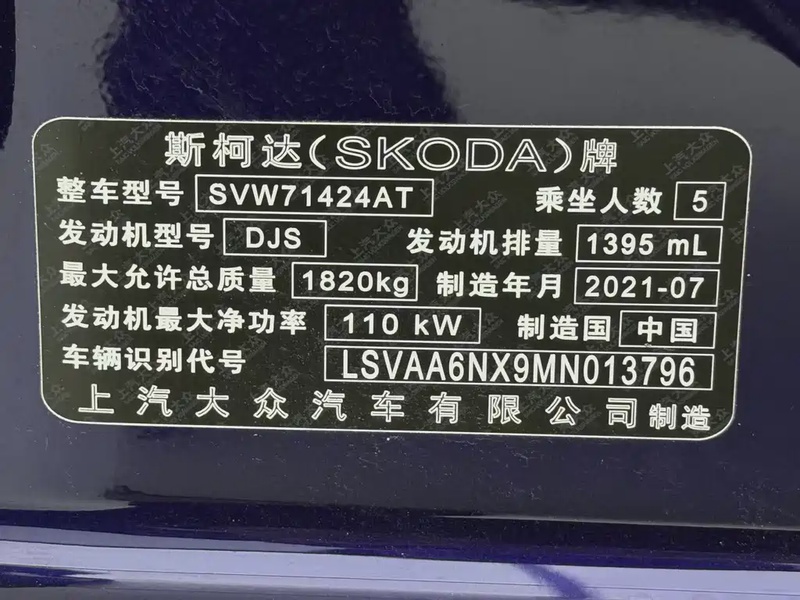 斯柯达(SKODA)牌
整车型号 SVW71424AT 乘坐人数 5
发动机型号 DJS 发动机排量 1395 mL
最大允许总质量 1820kg 制造年月 2021-07
发动机最大净功率 110 kW 制造国 中国
车辆识别代号 LSVAA6NX9MN013796
上汽大众汽车有限公司制造